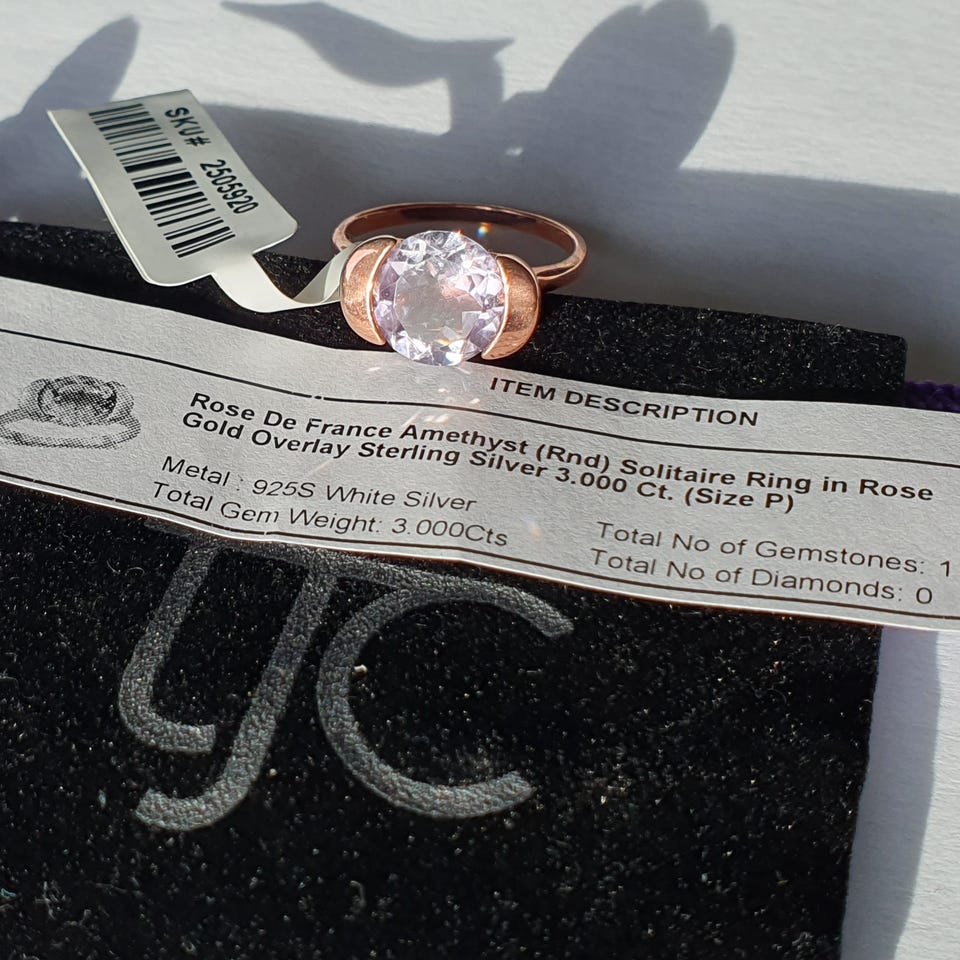 SKU# 2505920
ITEM DESCRIPTION
Rose De France Amethyst (Rnd) Solitaire Ring in Rose
Gold Overlay Sterling Silver 3.000 Ct. (Size P)
Metal : 925S White Silver
Total Gem Weight: 3.000Cts
Total No of Gemstones: 1
Total No of Diamonds: 0
TJC